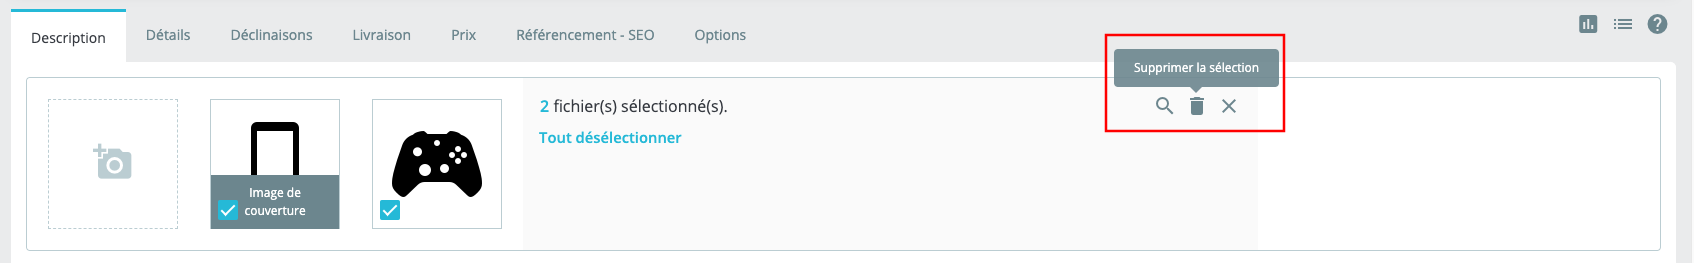 Description
Détails
Déclinaisons
Livraison
Prix
Référencement - SEO
Options
Supprimer la sélection
2 fichier(s) sélectionné(s).
Tout désélectionner
Image de
couverture